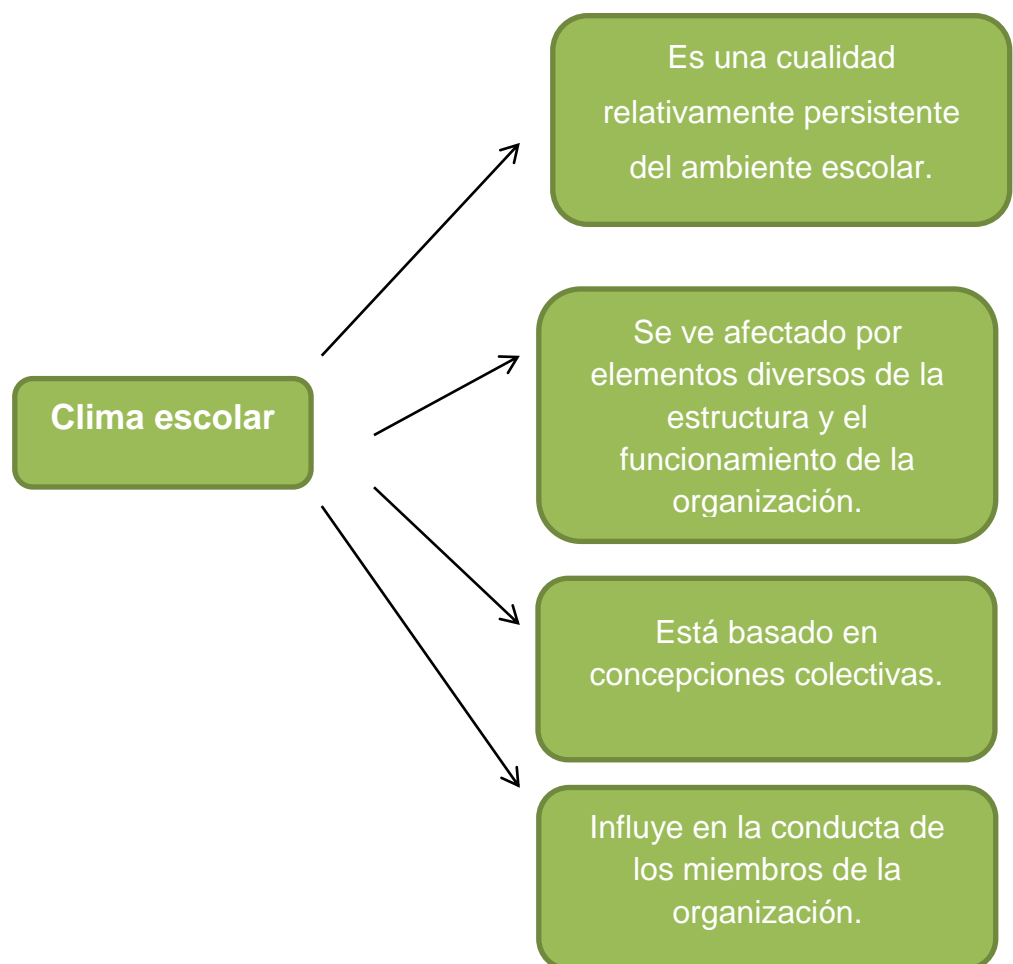 Es una cualidad
relativamente persistente
del ambiente escolar.
Se ve afectado por
elementos diversos de la
estructura y el
funcionamiento de la
organización.
Clima escolar
Está basado en
concepciones colectivas.
Influye en la conducta de
los miembros de la
organización.